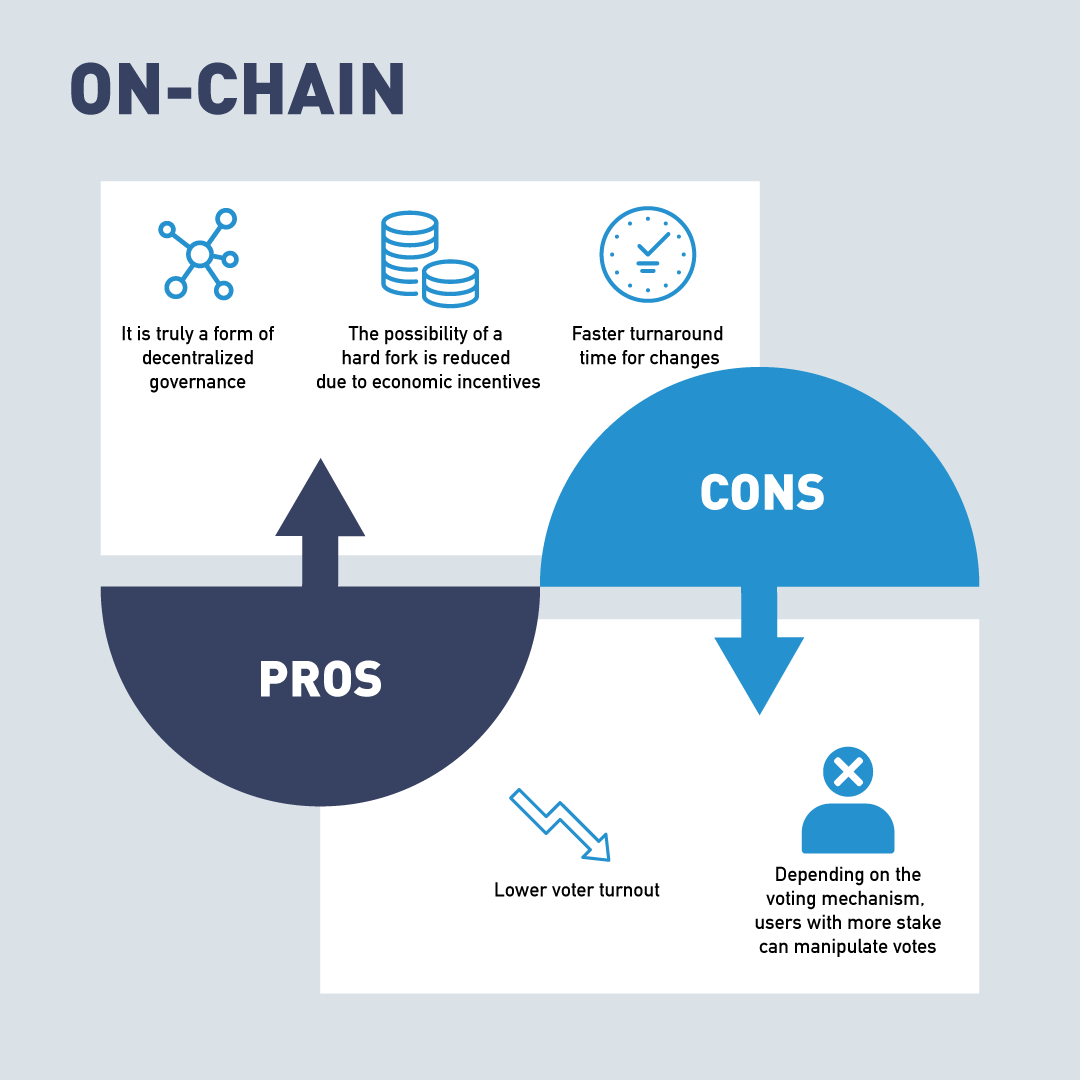 ON-CHAIN
It is truly a form of
decentralized
governance
The possibility of a
hard fork is reduced
due to economic incentives
Faster turnaround
time for changes
CONS
PROS
Lower voter turnout
Depending on the
voting mechanism,
users with more stake
can manipulate votes